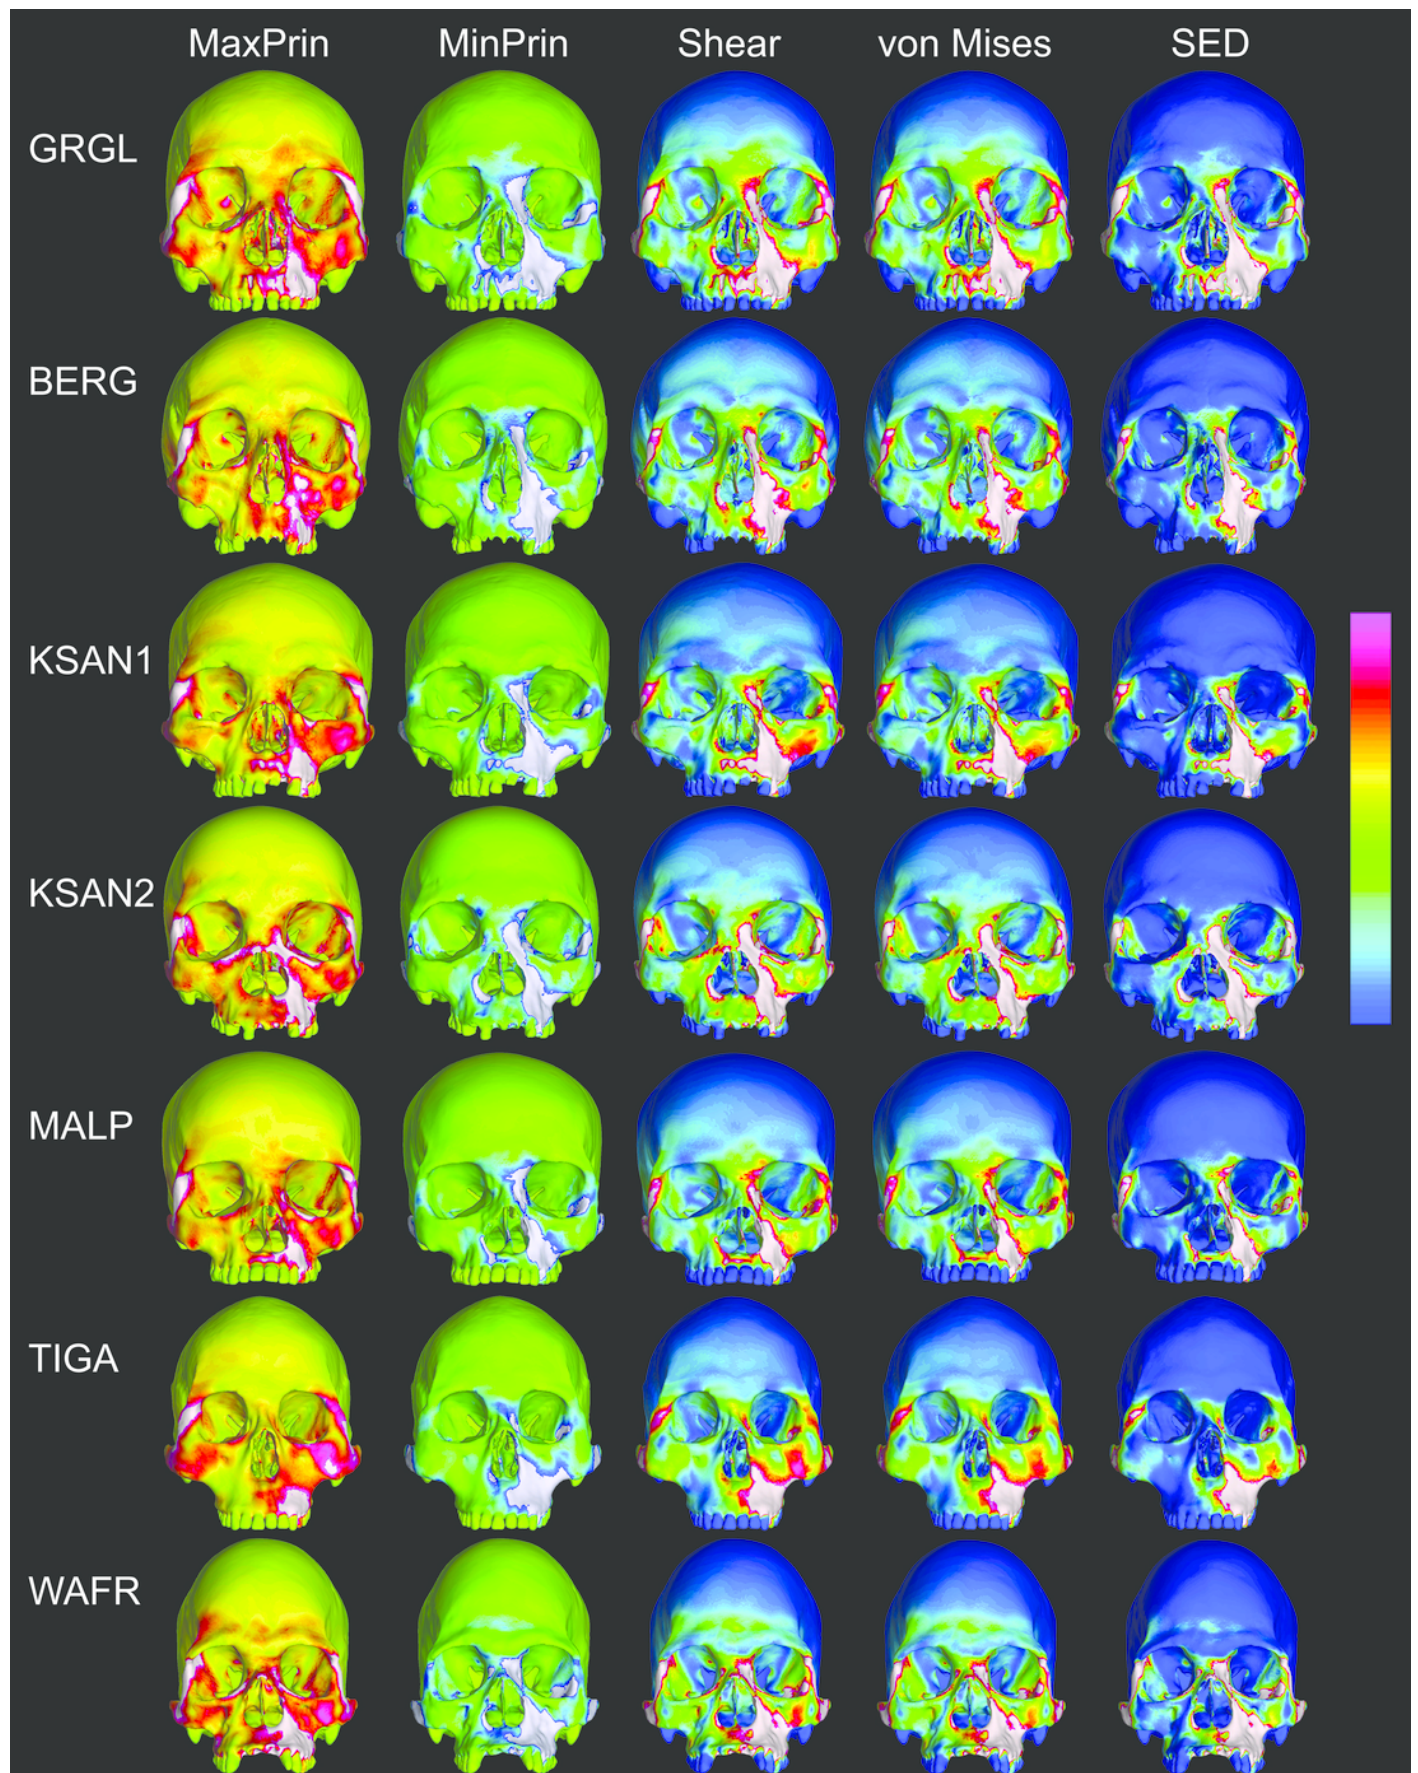 MaxPrin MinPrin Shear von Mises SED
GRGL
BERG
KSAN1
KSAN2
MALP
TIGA
WAFR